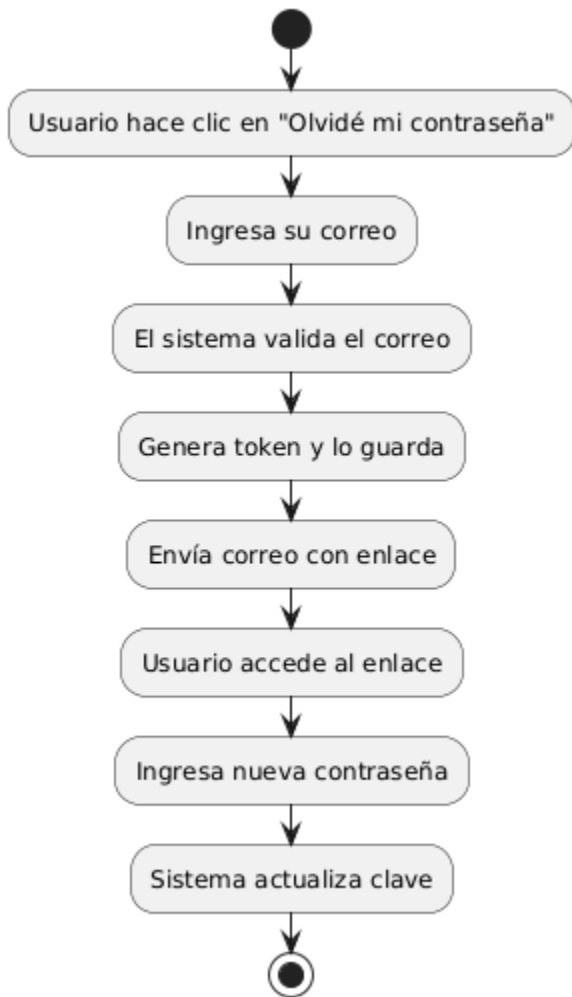 Usuario hace clic en "Olvidé mi contraseña"
Ingresa su correo
El sistema valida el correo
Genera token y lo guarda
Envía correo con enlace
Usuario accede al enlace
Ingresa nueva contraseña
Sistema actualiza clave